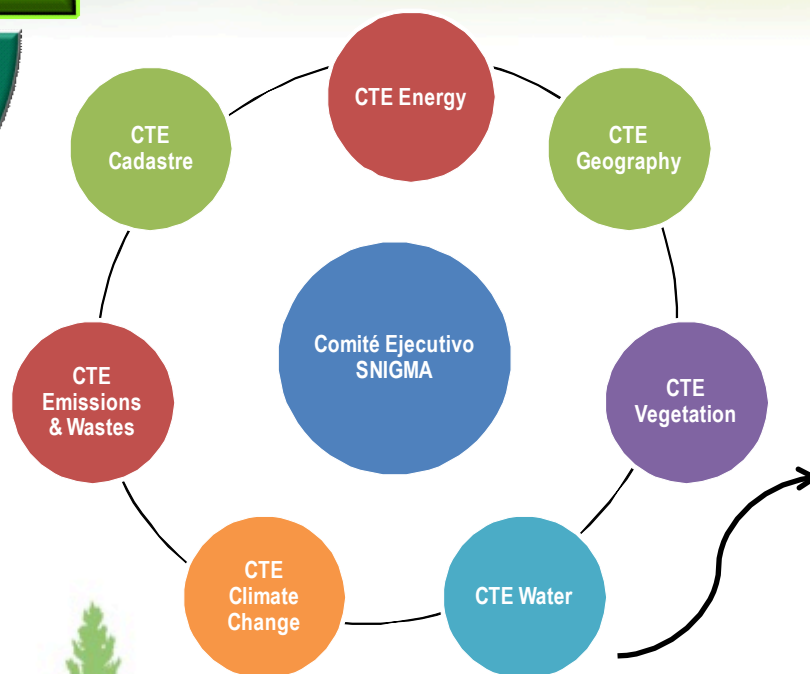 CTE Energy
CTE
Cadastre
CTE
Geography
Comité Ejecutivo
SNIGMA
CTE
Emissions
& Wastes
CTE
Vegetation
CTE
Climate
Change
CTE Water